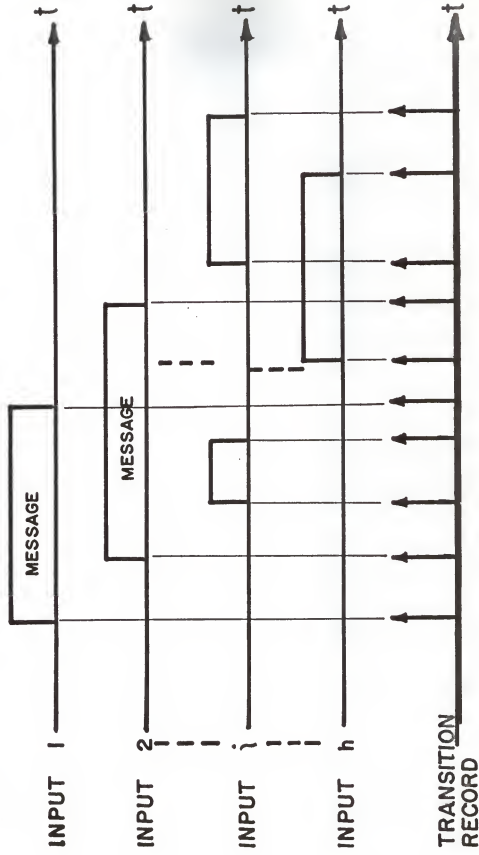 INPUT 1
MESSAGE
t
INPUT 2
MESSAGE
t
INPUT i
t
INPUT n
t
TRANSITION
RECORD
t